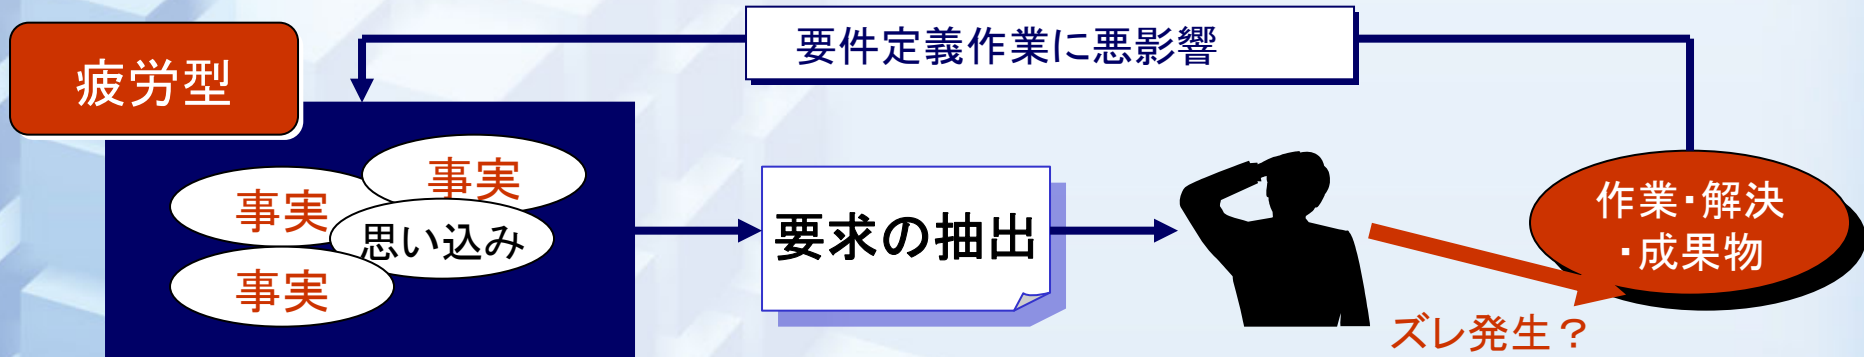 要件定義作業に悪影響
疲労型
事実
事実
思い込み
事実
要求の抽出
作業・解決
・成果物
ズレ発生？